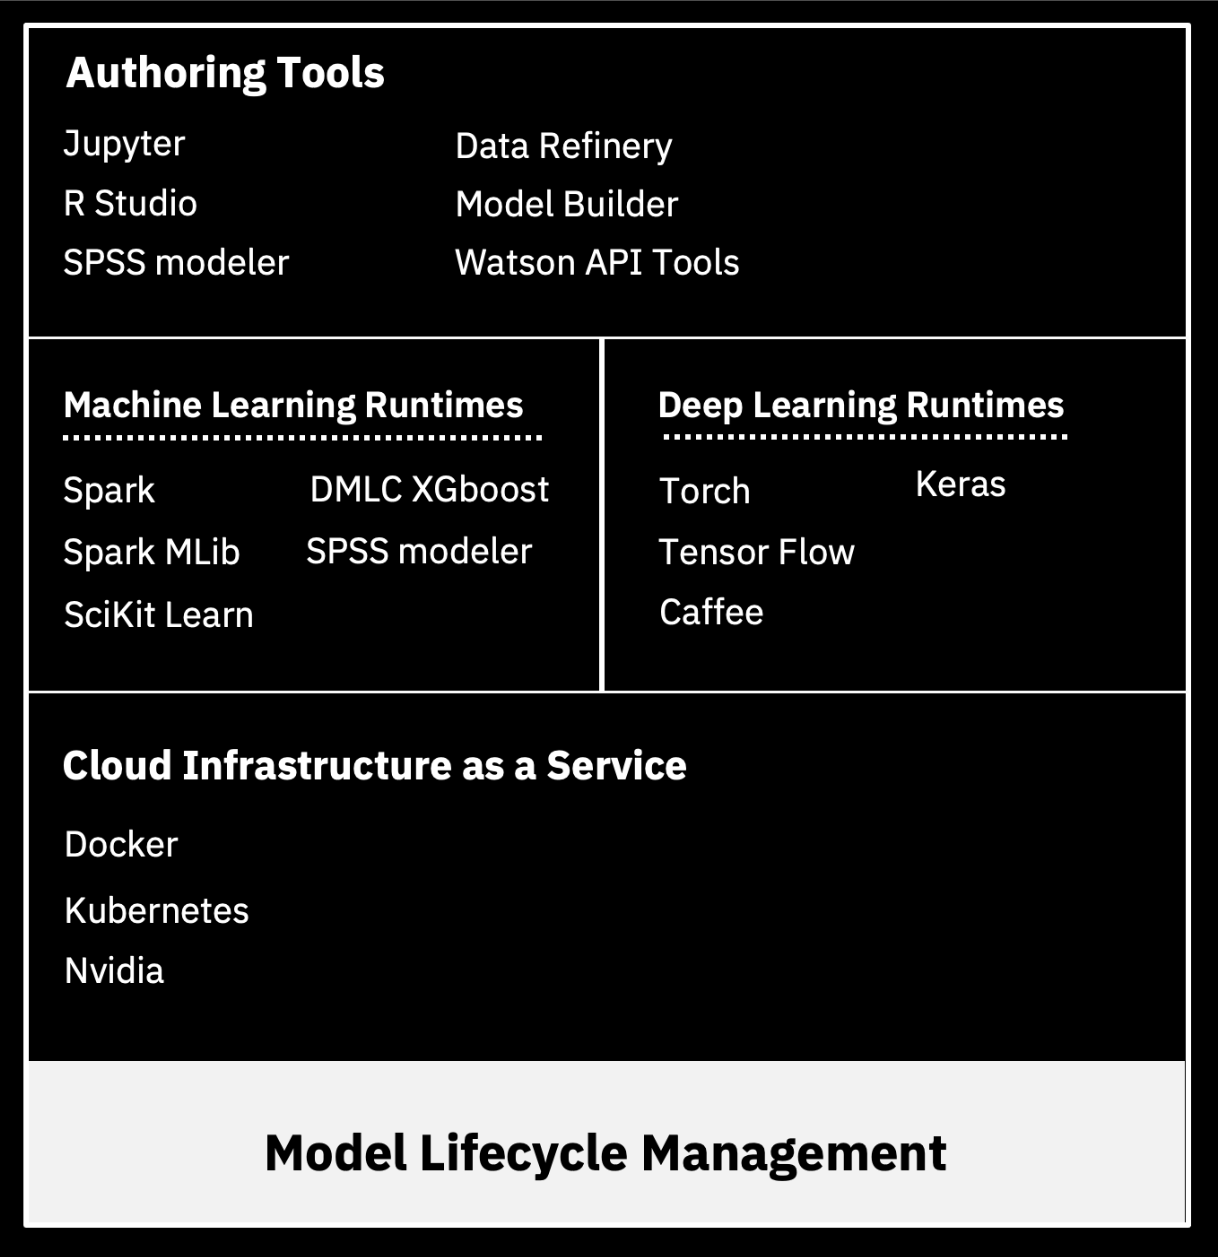 Authoring Tools
Jupyter
R Studio
SPSS modeler
Data Refinery
Model Builder
Watson API Tools
Machine Learning Runtimes
Spark
Spark MLib
SciKit Learn
DMLC XGboost
SPSS modeler
Deep Learning Runtimes
Torch
Tensor Flow
Caffee
Keras
Cloud Infrastructure as a Service
Docker
Kubernetes
Nvidia
Model Lifecycle Management